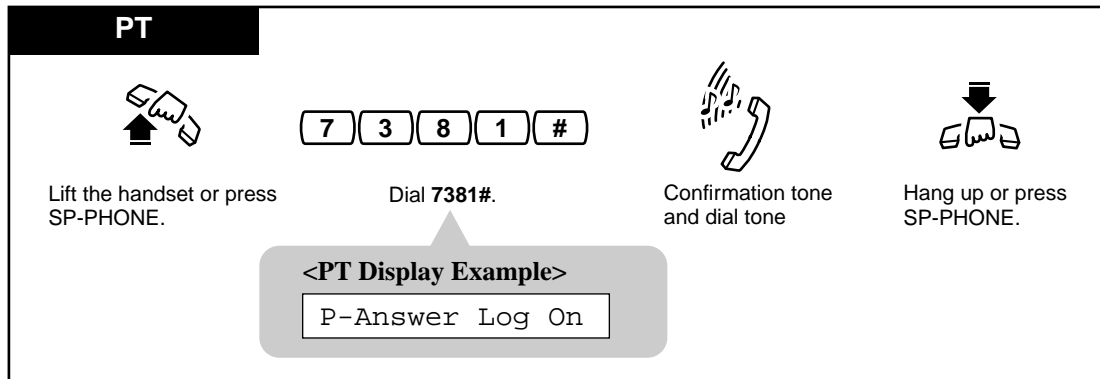 PT
7 3 8 1 #
Lift the handset or press
SP-PHONE.
Dial 7381#.
Confirmation tone
and dial tone
Hang up or press
SP-PHONE.
<PT Display Example>
P-Answer Log On